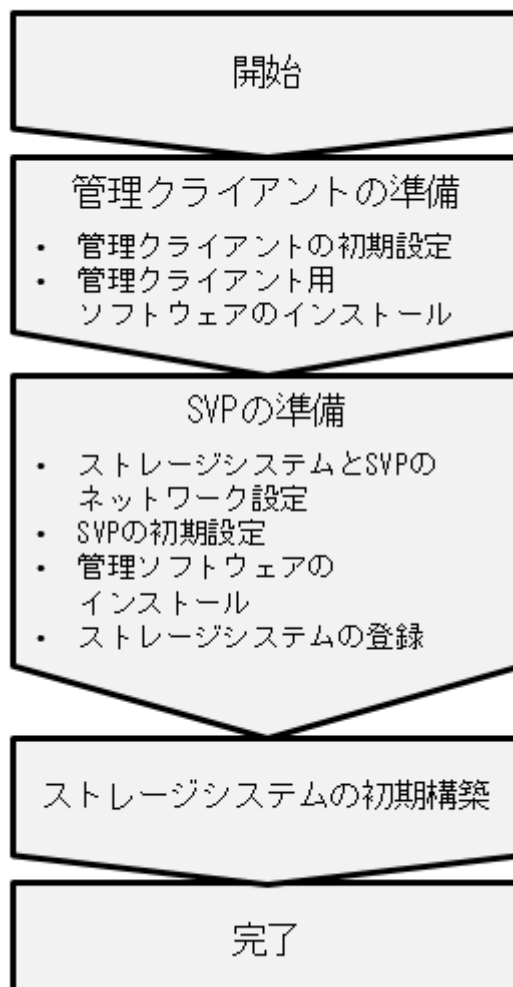 開始
管理クライアントの準備
・ 管理クライアントの初期設定
・ 管理クライアント用
ソフトウェアのインストール
SVPの準備
・ ストレージシステムとSVPの
ネットワーク設定
・ SVPの初期設定
・ 管理ソフトウェアの
インストール
・ ストレージシステムの登録
ストレージシステムの初期構築
完了